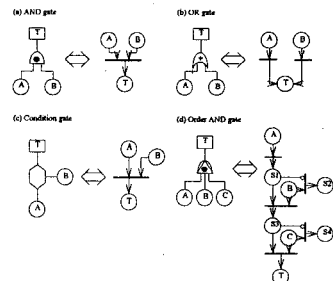 (a) AND gate
(b) OR gate
T
A
B
T
A
B
T
+
A
B
A
B
T
(c) Condition gate
(d) Order AND gate
T
B
A
A
B
T
T
A
B
C
A
S1
B
S2
S3
C
S4
T